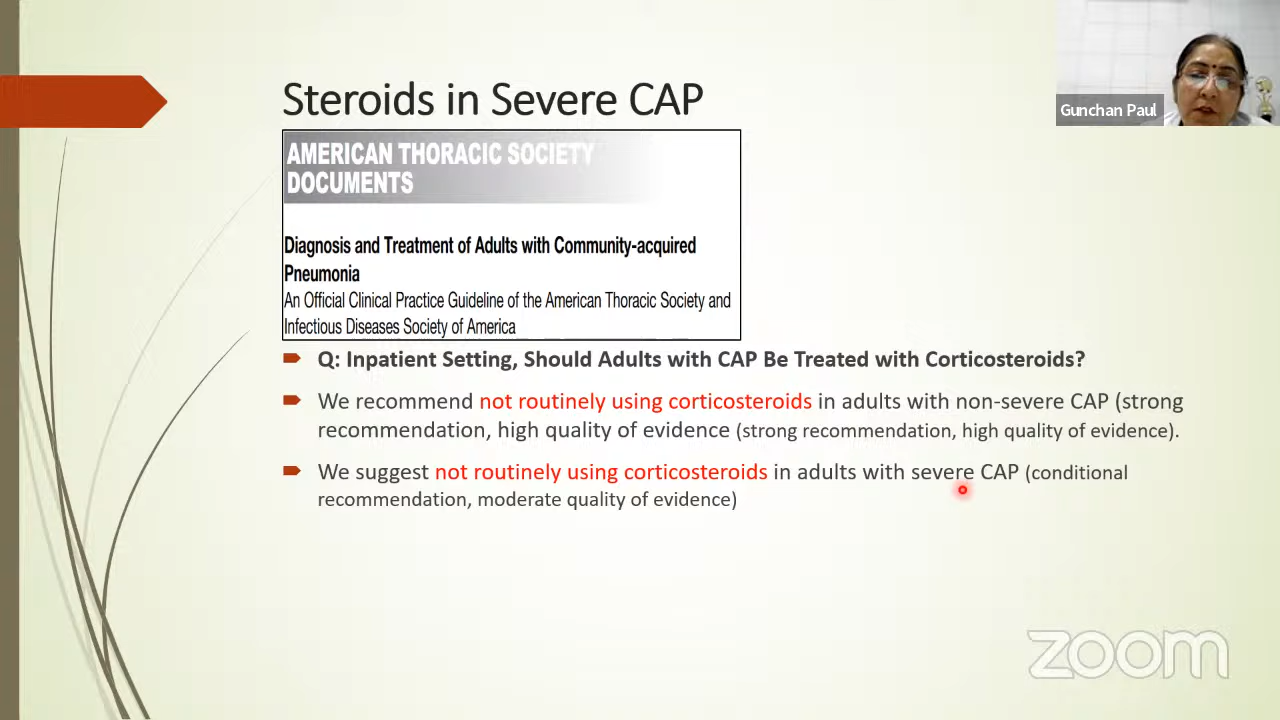 Steroids in Severe CAP
Gunchan Paul
AMERICAN THORACIC SOCIETY
DOCUMENTS
Diagnosis and Treatment of Adults with Community-acquired
Pneumonia
An Official Clinical Practice Guideline of the American Thoracic Society and
Infectious Diseases Society of America
Q: Inpatient Setting, Should Adults with CAP Be Treated with Corticosteroids?
We recommend not routinely using corticosteroids in adults with non-severe CAP (strong
recommendation, high quality of evidence (strong recommendation, high quality of evidence).
We suggest not routinely using corticosteroids in adults with severe CAP (conditional
recommendation, moderate quality of evidence)
zoom